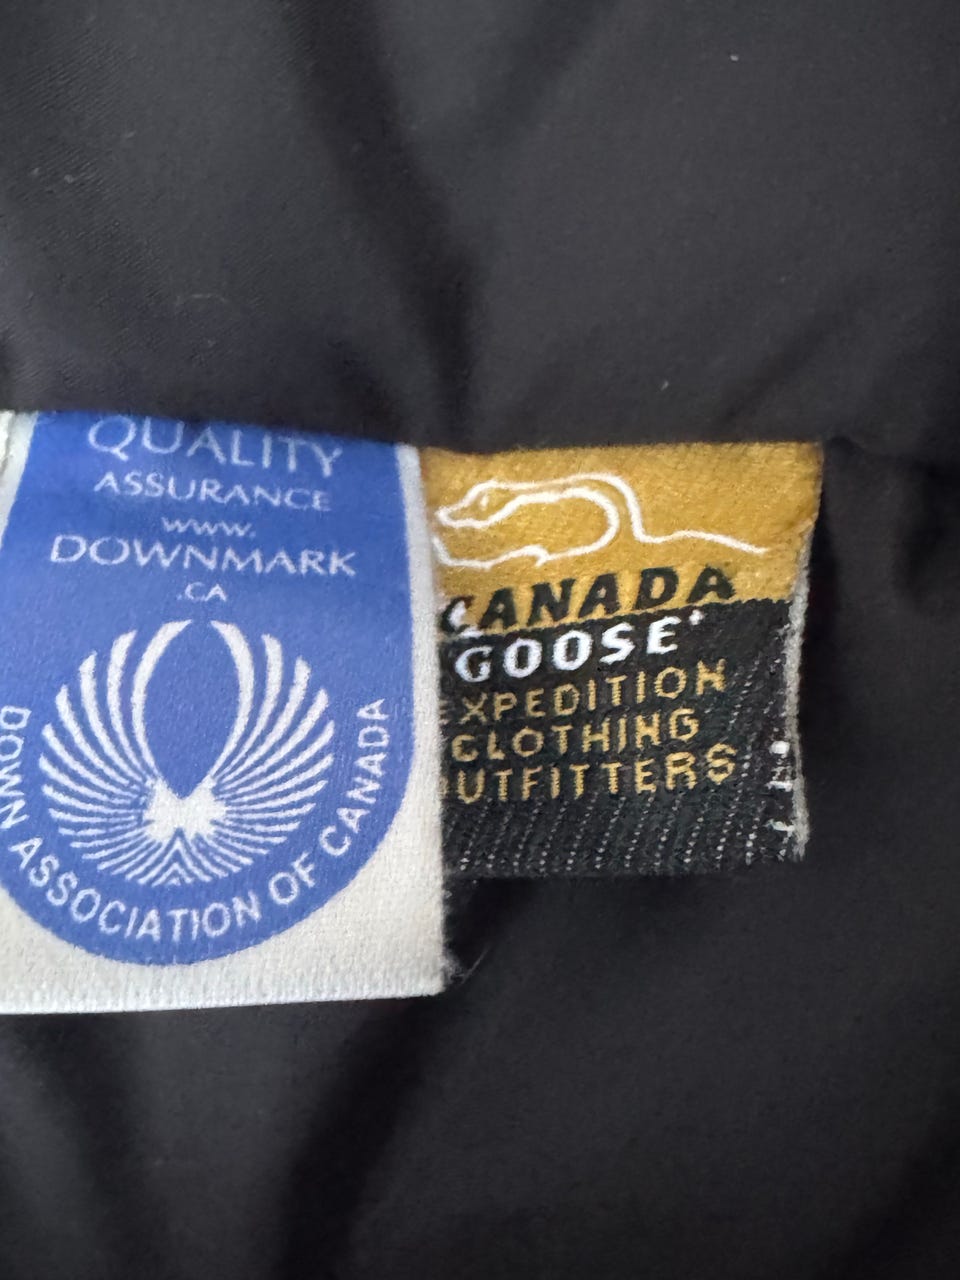 QUALITY
ASSURANCE
www.
DOWNMARK
.CA
DOWN ASSOCIATION OF CANADA
CANADA
GOOSE
EXPEDITION
CLOTHING
OUTFITTERS